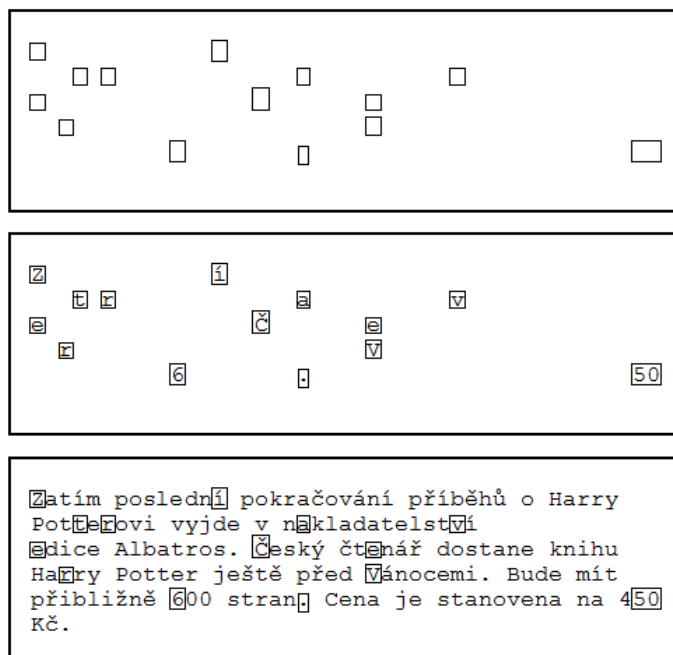 Z í
t r a v
e Č e
r V
6 . 50
Zatím poslední pokračování příběhů o Harry
Potterovi vyjde v nakladatelství
edice Albatros. Český čtenář dostane knihu
Harry Potter ještě před Vánocemi. Bude mít
přibližně 600 stran. Cena je stanovena na 450
Kč.